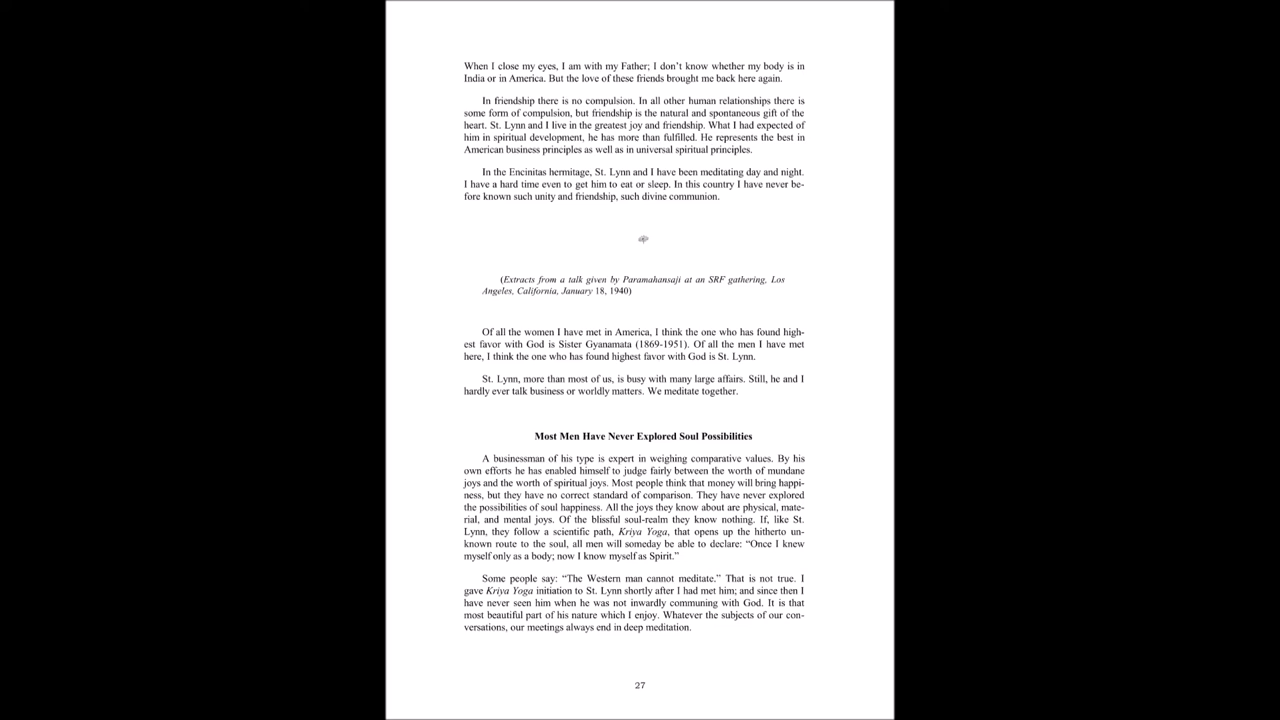 When I close my eyes, I am with my Father; I don't know whether my body is in
India or in America. But the love of these friends brought me back here again.
In friendship there is no compulsion. In all other human relationships there is
some form of compulsion, but friendship is the natural and spontaneous gift of the
heart. St. Lynn and I live in the greatest joy and friendship. What I had expected of
him in spiritual development, he has more than fulfilled. He represents the best in
American business principles as well as in universal spiritual principles.
In the Encinitas hermitage, St. Lynn and I have been meditating day and night.
I have a hard time even to get him to eat or sleep. In this country I have never be-
fore known such unity and friendship, such divine communion.
(Extracts from a talk given by Paramahansaji at an SRF gathering, Los
Angeles, California, January 18, 1940)
Of all the women I have met in America, I think the one who has found high-
est favor with God is Sister Gyanamata (1869-1951). Of all the men I have met
here, I think the one who has found highest favor with God is St. Lynn.
St. Lynn, more than most of us, is busy with many large affairs. Still, he and I
hardly ever talk business or worldly matters. We meditate together.
Most Men Have Never Explored Soul Possibilities
A businessman of his type is expert in weighing comparative values. By his
own efforts he has enabled himself to judge fairly between the worth of mundane
joys and the worth of spiritual joys. Most people think that money will bring happi-
ness, but they have no correct standard of comparison. They have never explored
the possibilities of soul happiness. All the joys they know about are physical, mate-
rial, and mental joys. Of the blissful soul-realm they know nothing. If, like St.
Lynn, they follow a scientific path, Kriya Yoga, that opens up the hitherto un-
known route to the soul, all men will someday be able to declare: “Once I knew
myself only as a body; now I know myself as Spirit.”
Some people say: “The Western man cannot meditate.” That is not true. I
gave Kriya Yoga initiation to St. Lynn shortly after I had met him; and since then I
have never seen him when he was not inwardly communing with God. It is that
most beautiful part of his nature which I enjoy. Whatever the subjects of our con-
versations, our meetings always end in deep meditation.
27